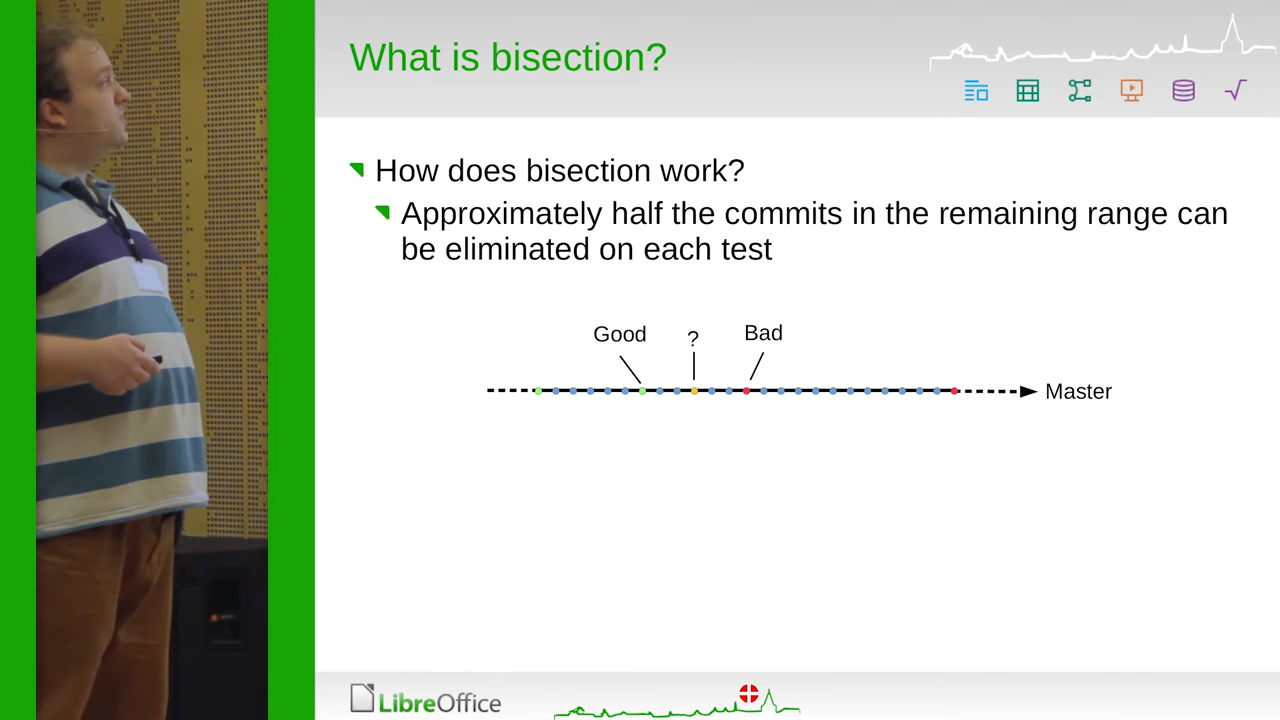 What is bisection?
How does bisection work?
Approximately half the commits in the remaining range can
be eliminated on each test
Good
?
Bad
Master
LibreOffice